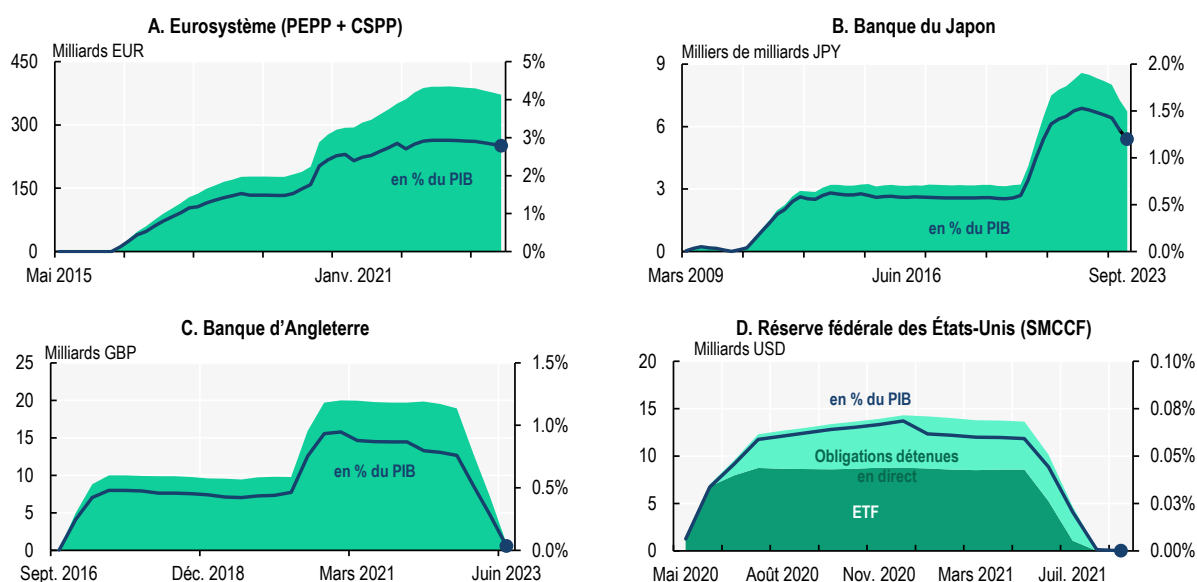 A. Eurosystème (PEPP + CSPP)
Milliards EUR
450
300
150
0
5%
4%
3%
2%
1%
0%
en % du PIB
Mai 2015
Janv. 2021
B. Banque du Japon
Milliers de milliards JPY
9
6
3
0
2.0%
1.5%
1.0%
0.5%
0.0%
en % du PIB
Mars 2009
Juin 2016
Sept. 2023
C. Banque d’Angleterre
Milliards GBP
25
20
15
10
5
0
1.5%
1.0%
0.5%
0.0%
en % du PIB
Sept. 2016
Déc. 2018
Mars 2021
Juin 2023
D. Réserve fédérale des États-Unis (SMCCF)
Milliards USD
20
15
10
5
0
0.10%
0.08%
0.05%
0.03%
0.00%
en % du PIB
Obligations détenues
en direct
ETF
Mai 2020
Août 2020
Nov. 2020
Mars 2021
Juil. 2021